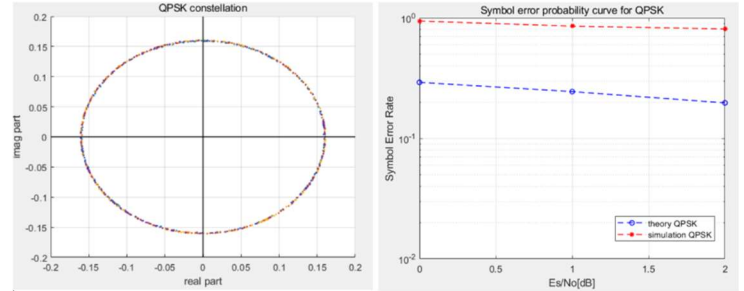 QPSK constellation
0.2
0.15
0.1
0.05
0
-0.05
-0.1
-0.15
-0.2
imag part
-0.2 -0.15 -0.1 -0.05 0 0.05 0.1 0.15 0.2
real part
Symbol error probability curve for QPSK
10^0
10^-1
10^-2
Symbol Error Rate
theory QPSK
simulation QPSK
0 0.5 1 1.5 2
Es/No[dB]